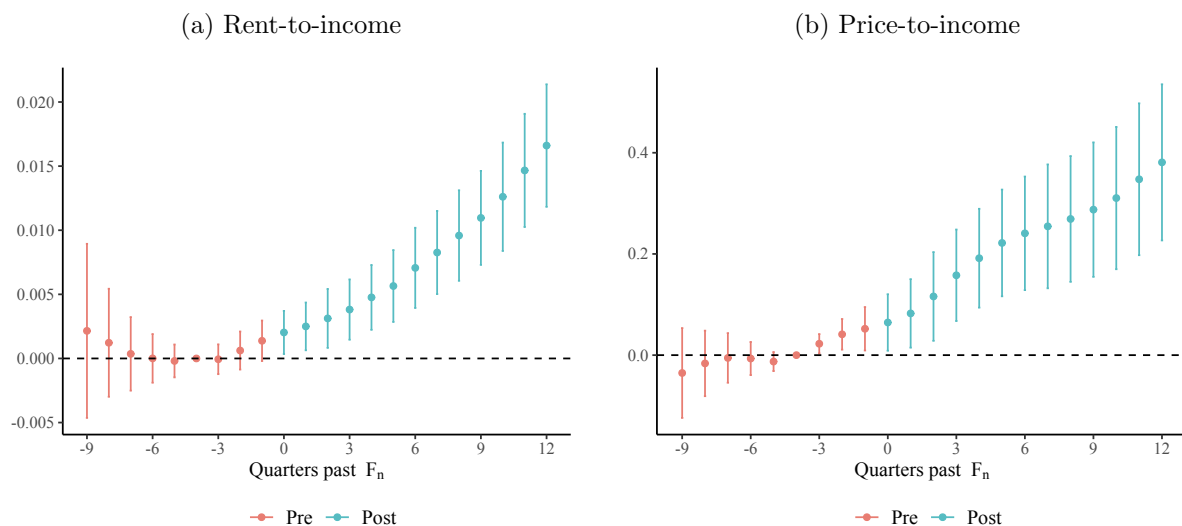 (a) Rent-to-income
0.020
0.015
0.010
0.005
0.000
-0.005
-9 -6 -3 0 3 6 9 12
Quarters past Fn
Pre Post
(b) Price-to-income
0.4
0.2
0.0
-9 -6 -3 0 3 6 9 12
Quarters past Fn
Pre Post